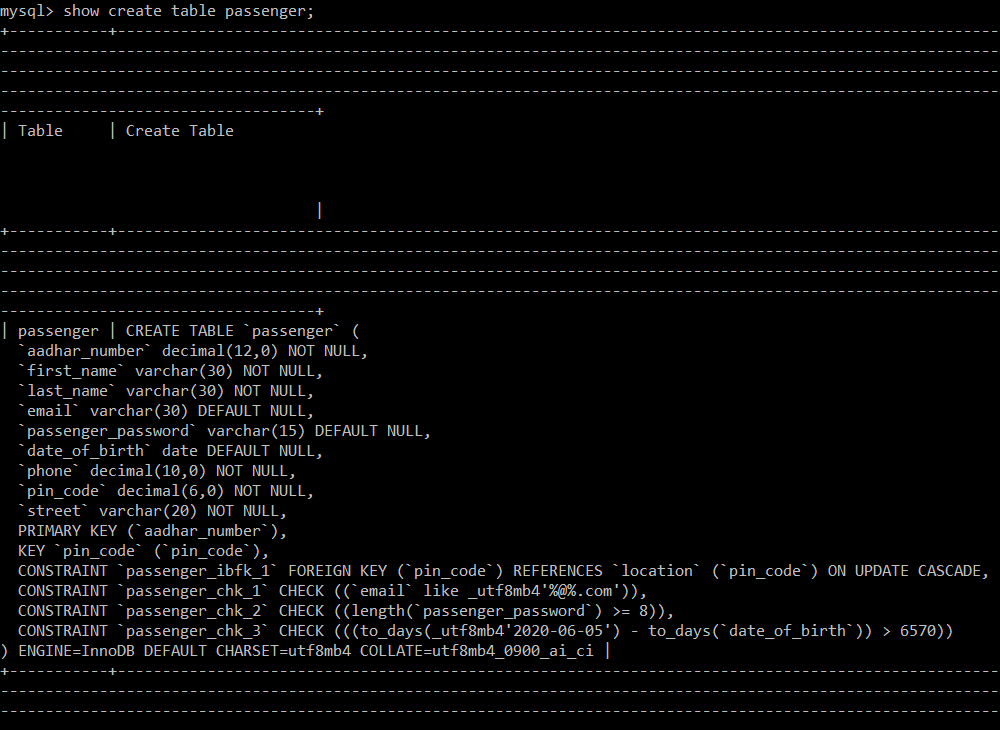 mysql> show create table passenger;
+-----------+--------------------------------------------------------------------------------------------------
---------------------------------------------------------------------------------------------------------------
---------------------------------------------------------------------------------------------------------------
---------------------------------------------------------------------------------------------------------------
-----------------------------------+
| Table     | Create Table
|
+-----------+--------------------------------------------------------------------------------------------------
---------------------------------------------------------------------------------------------------------------
---------------------------------------------------------------------------------------------------------------
---------------------------------------------------------------------------------------------------------------
-----------------------------------+
| passenger | CREATE TABLE `passenger` (
  `aadhar_number` decimal(12,0) NOT NULL,
  `first_name` varchar(30) NOT NULL,
  `last_name` varchar(30) NOT NULL,
  `email` varchar(30) DEFAULT NULL,
  `passenger_password` varchar(15) DEFAULT NULL,
  `date_of_birth` date DEFAULT NULL,
  `phone` decimal(10,0) NOT NULL,
  `pin_code` decimal(6,0) NOT NULL,
  `street` varchar(20) NOT NULL,
  PRIMARY KEY (`aadhar_number`),
  KEY `pin_code` (`pin_code`),
  CONSTRAINT `passenger_ibfk_1` FOREIGN KEY (`pin_code`) REFERENCES `location` (`pin_code`) ON UPDATE CASCADE,
  CONSTRAINT `passenger_chk_1` CHECK ((`email` like _utf8mb4'%@%.com')),
  CONSTRAINT `passenger_chk_2` CHECK ((length(`passenger_password`) >= 8)),
  CONSTRAINT `passenger_chk_3` CHECK (((to_days(_utf8mb4'2020-06-05') - to_days(`date_of_birth`)) > 6570))
) ENGINE=InnoDB DEFAULT CHARSET=utf8mb4 COLLATE=utf8mb4_0900_ai_ci |
+-----------+--------------------------------------------------------------------------------------------------
---------------------------------------------------------------------------------------------------------------
---------------------------------------------------------------------------------------------------------------